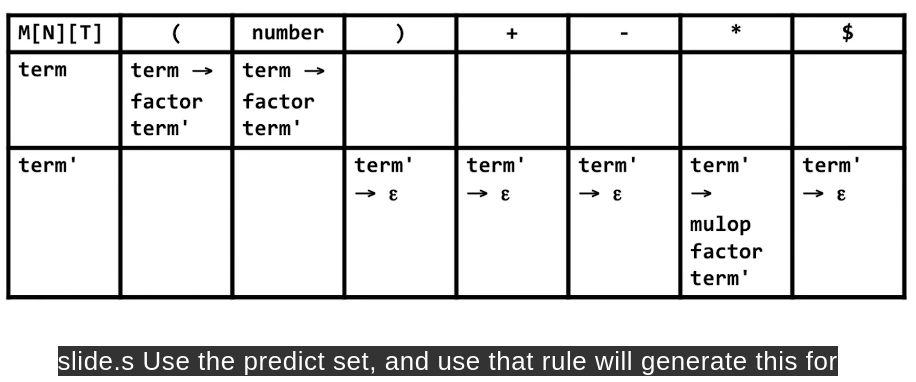 M[N][T] ( number ) + - * $
term term → term →
factor factor
term' term'
term' term' term' term' term' term'
→ ε → ε → ε → → ε
mulop
factor
term'
slide.s Use the predict set, and use that rule will generate this for